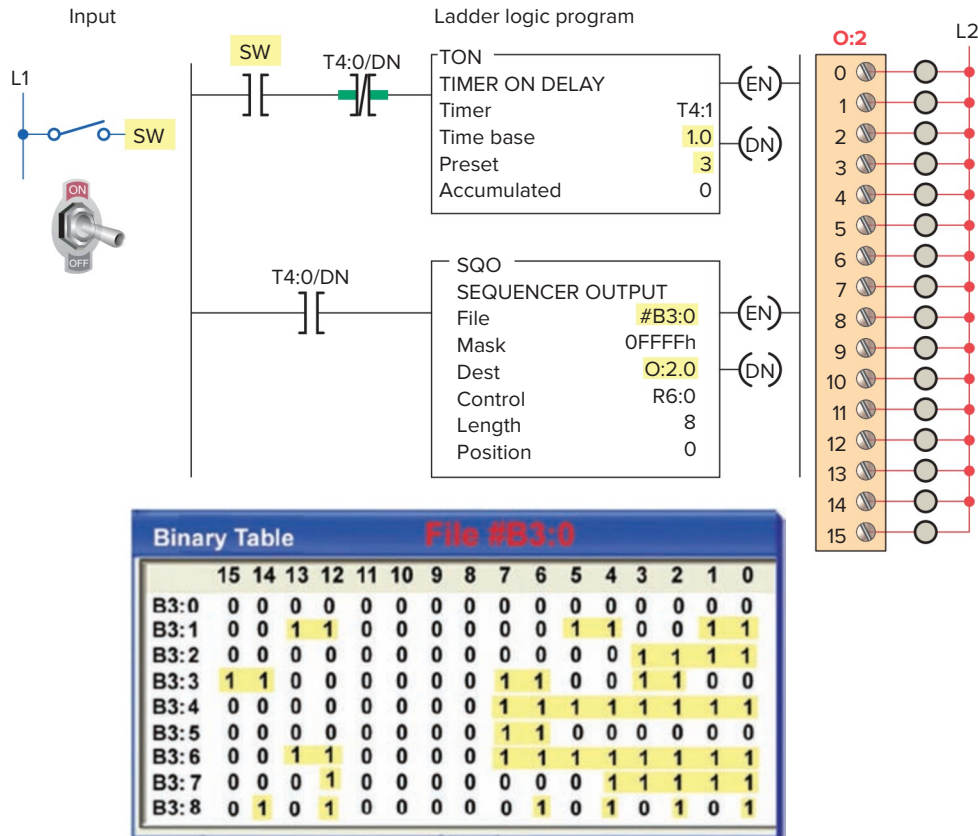 Input
Ladder logic program
L1
SW
ON
OFF
SW
T4:0/DN
TON
TIMER ON DELAY
Timer T4:1
Time base 1.0
Preset 3
Accumulated 0
EN
DN
T4:0/DN
SQO
SEQUENCER OUTPUT
File #B3:0
Mask 0FFFFh
Dest O:2.0
Control R6:0
Length 8
Position 0
EN
DN
O:2
L2
0
1
2
3
4
5
6
7
8
9
10
11
12
13
14
15
Binary Table File #B3:0
15 14 13 12 11 10 9 8 7 6 5 4 3 2 1 0
B3:0 0 0 0 0 0 0 0 0 0 0 0 0 0 0 0 0
B3:1 0 0 1 1 0 0 0 0 0 0 1 1 0 0 1 1
B3:2 0 0 0 0 0 0 0 0 0 0 0 0 1 1 1 1
B3:3 1 1 0 0 0 0 0 0 1 1 0 0 1 1 0 0
B3:4 0 0 0 0 0 0 0 0 1 1 1 1 1 1 1 1
B3:5 0 0 0 0 0 0 0 0 1 1 0 0 0 0 0 0
B3:6 0 0 1 1 0 0 0 0 1 1 1 1 1 1 1 1
B3:7 0 0 0 1 0 0 0 0 0 0 0 1 1 1 1 1
B3:8 0 1 0 1 0 0 0 0 0 1 0 1 0 1 0 1